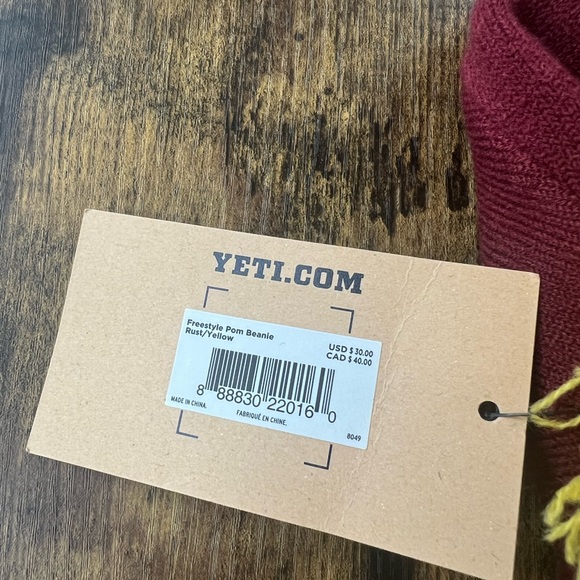 YETI.COM
Freestyle Pom Beanie
Rust/Yellow
USD $ 30.00
CAD $ 40.00
8 88830 22016 0
MADE IN CHINA.
FABRIQUÉ EN CHINE.
8049